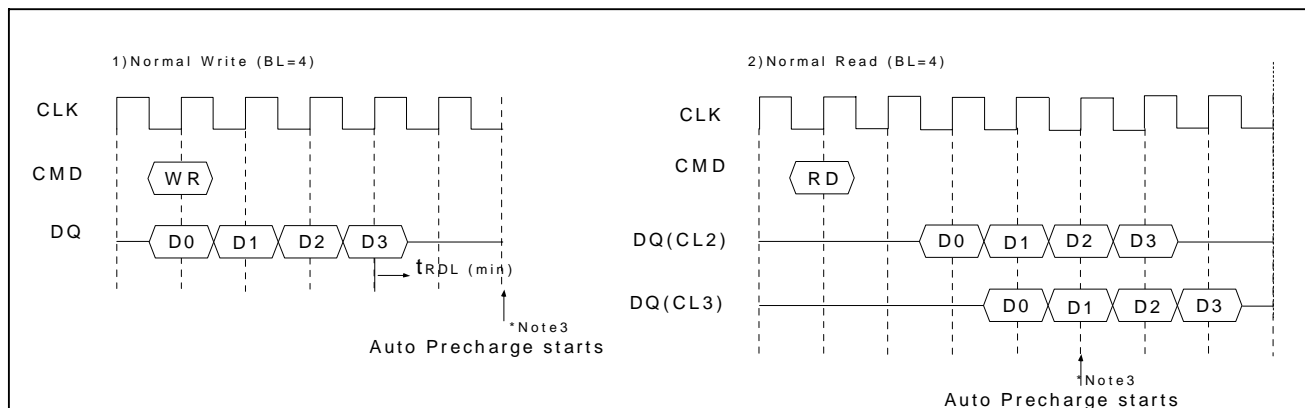 1)Normal Write (BL=4)
CLK
CMD
WR
DQ
D0 D1 D2 D3
tRDL (min)
*Note3
Auto Precharge starts
2)Normal Read (BL=4)
CLK
CMD
RD
DQ(CL2)
D0 D1 D2 D3
DQ(CL3)
D0 D1 D2 D3
*Note3
Auto Precharge starts